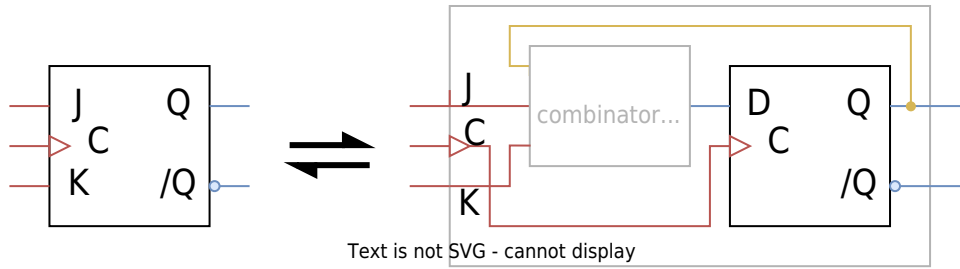 J Q
C
K /Q
J
C
K
combinator...
D Q
C
/Q
Text is not SVG - cannot display